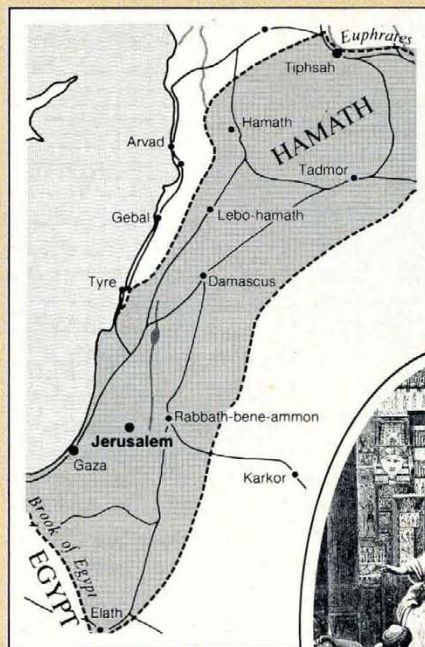 Euphrates
Tiphsah
Hamath
HAMATH
Arvad
Tadmor
Gebal
Lebo-hamath
Tyre
Damascus
Rabbath-bene-ammon
Jerusalem
Gaza
Karkor
Brook of Egypt
EGYPT
Elath